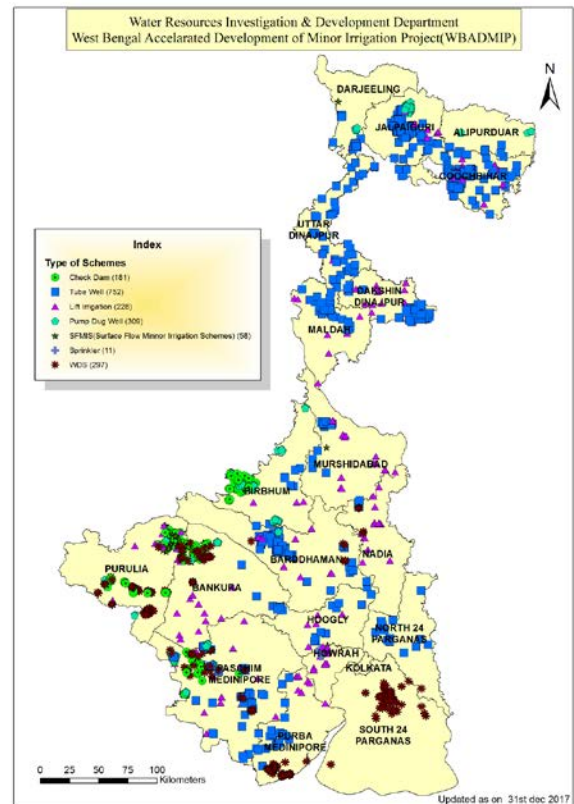 Water Resources Investigation & Development Department
West Bengal Accelarated Development of Minor Irrigation Project(WBADMIP)
N
DARJEELING
JALPAIGURI
ALIPURDUAR
COOCHBIHAR
UTTAR
DINAJPUR
DAKSHIN
DINAJPUR
MALDAH
Index
Type of Schemes
Check Dam (181)
Tube Well (752)
Lift Irrigation (228)
Pump Dug Well (309)
SFMIS(Surface Flow Minnor Irrigation Schemes) (58)
Sprinkler (11)
WDS (297)
MURSHIDABAD
BIRBHUM
BARDDHAMAN
NADIA
PURULIA
BANKURA
HOOGLY
NORTH 24
PARGANAS
HOWRAH
KOLKATA
PASCHIM
MEDINIPORE
SOUTH 24
PARGANAS
PURBA
MEDINIPORE
0 25 50 75 100
Kilometers
Updated as on 31st dec 2017